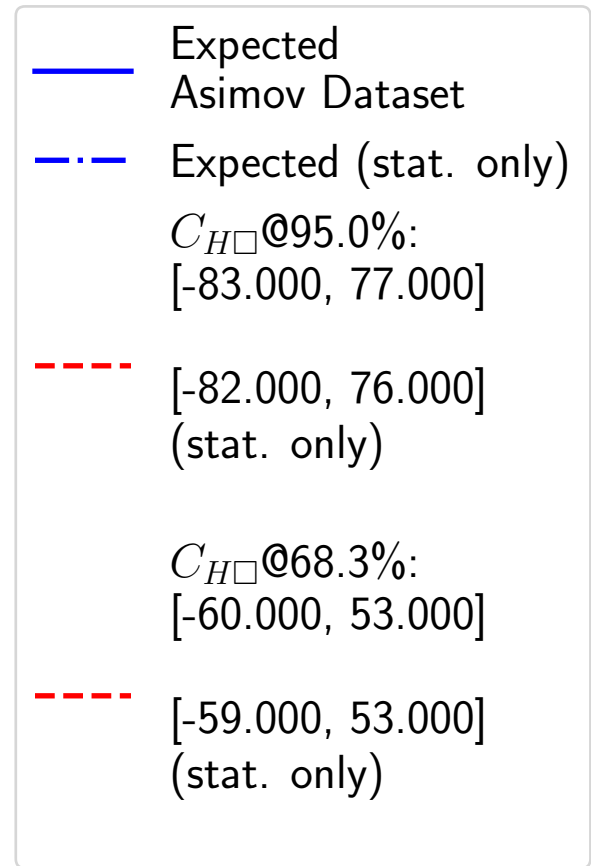 Expected
Asimov Dataset
Expected (stat. only)
C_{H□}@95.0%:
[-83.000, 77.000]
[-82.000, 76.000]
(stat. only)
C_{H□}@68.3%:
[-60.000, 53.000]
[-59.000, 53.000]
(stat. only)